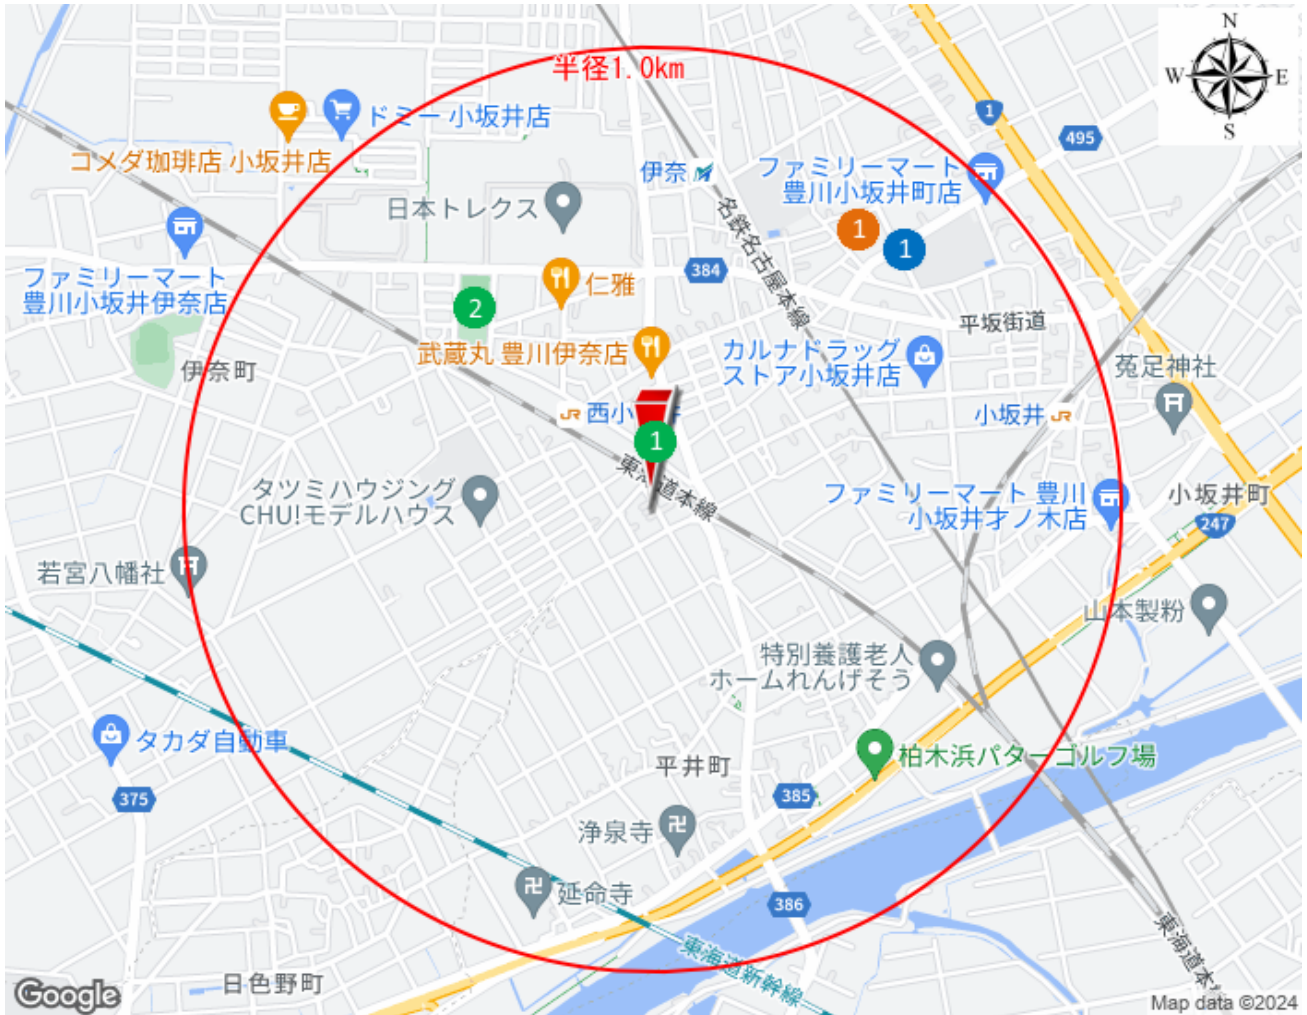 半径1.0km
N
W
E
S
ドミー 小坂井店
コメダ珈琲店 小坂井店
1
495
伊奈
ファミリーマート
豊川小坂井町店
日本トレクス
名鉄名古屋本線
1
1
ファミリーマート
豊川小坂井伊奈店
384
仁雅
2
平坂街道
武蔵丸 豊川伊奈店
カルナドラッグ
ストア小坂井店
伊奈町
菟足神社
JR
西小
1
小坂井
JR
東海道本線
タツミハウジング
CHU!モデルハウス
ファミリーマート 豊川
小坂井才ノ木店
小坂井町
247
若宮八幡社
山本製粉
特別養護老人
ホームれんげそう
タカダ自動車
柏木浜パターゴルフ場
平井町
375
385
浄泉寺
延命寺
386
東海道新幹線
東海道本
日色野町
Google
Map data ©2024